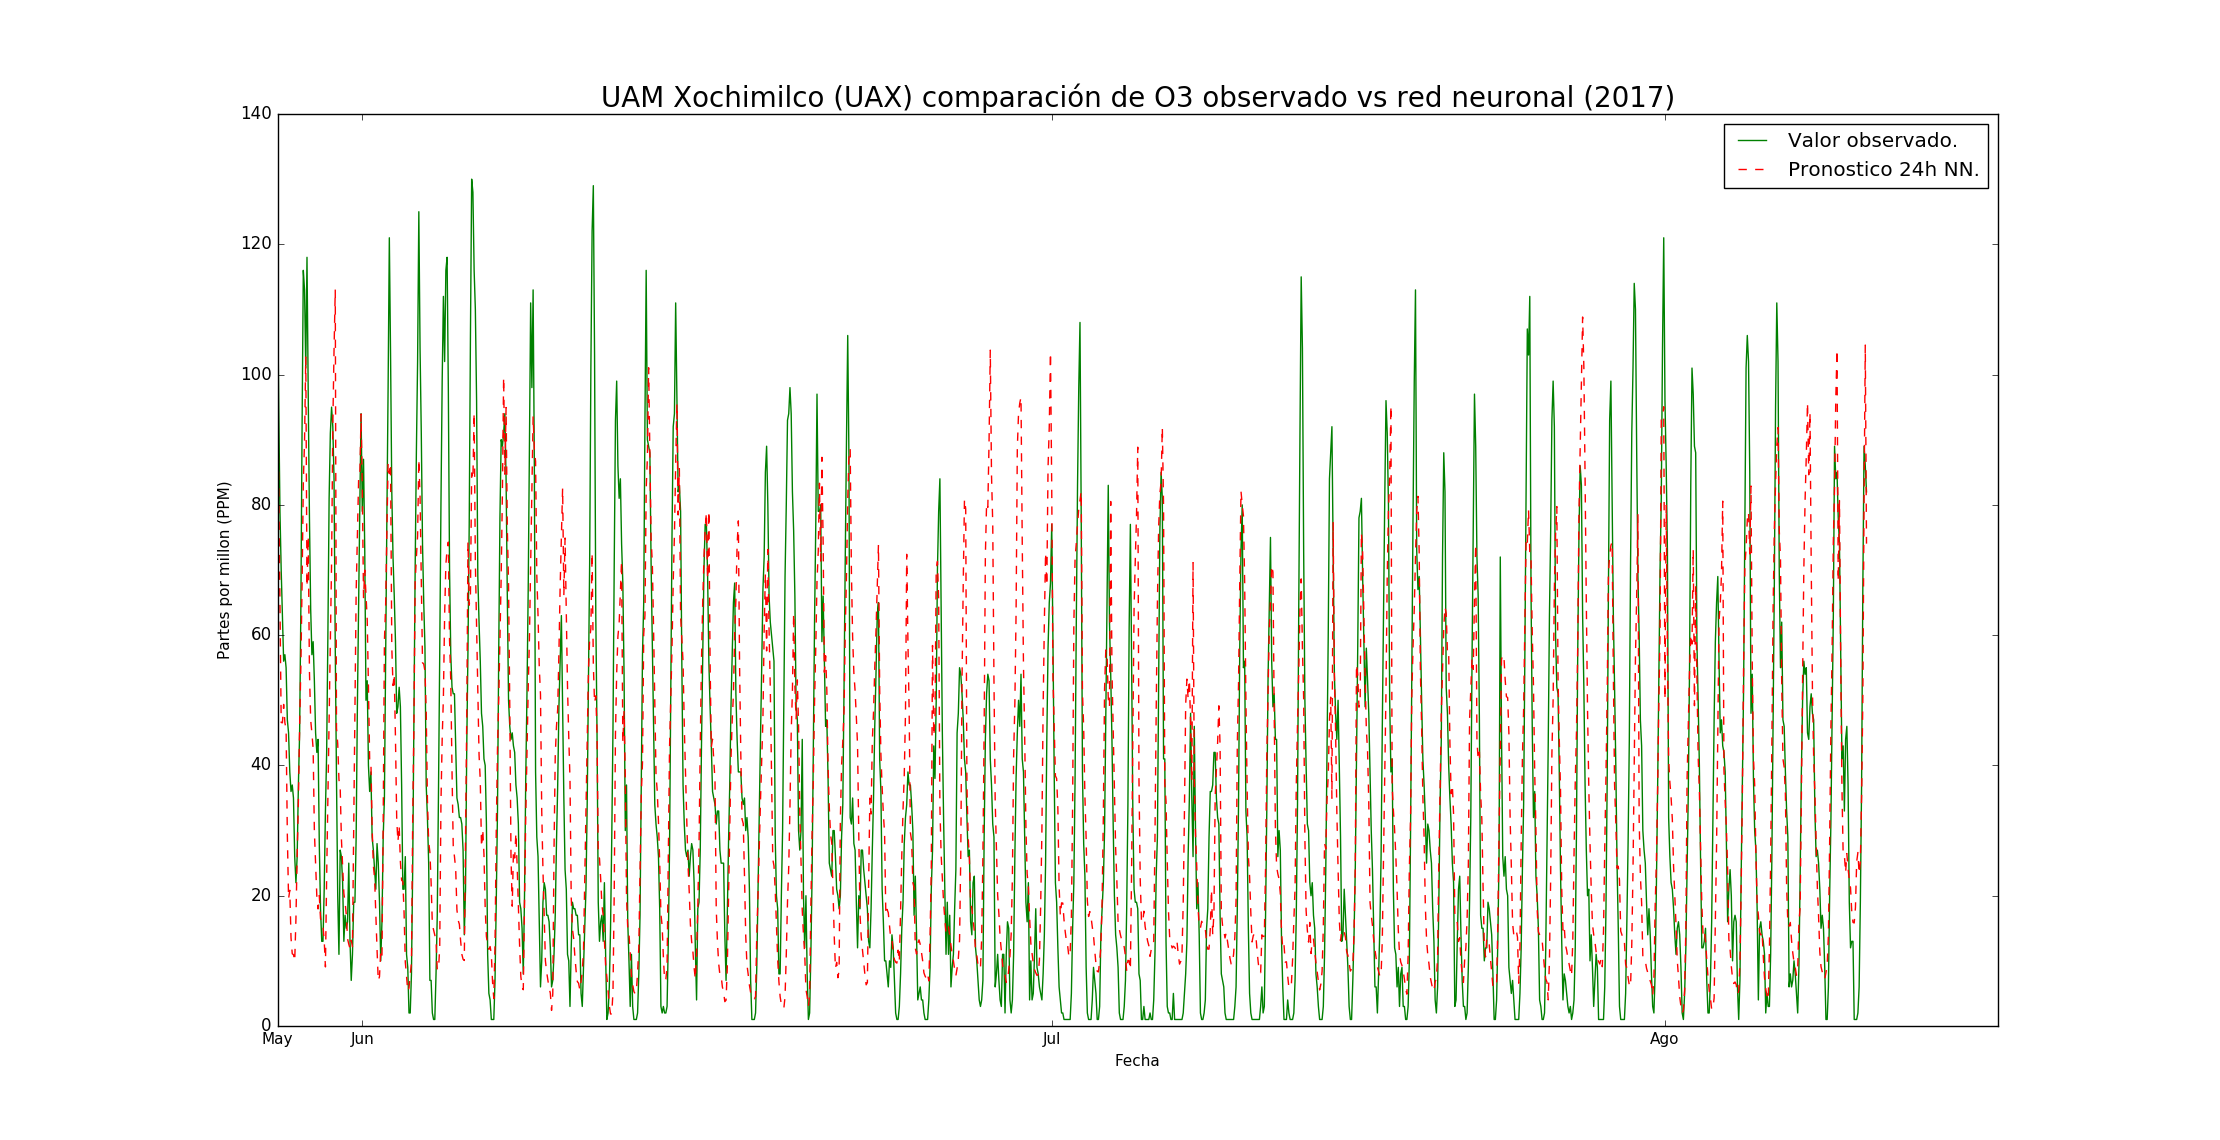 UAM Xochimilco (UAX) comparación de O3 observado vs red neuronal (2017)
Valor observado.
Pronostico 24h NN.
Partes por millon (PPM)
140
120
100
80
60
40
20
0
May Jun Jul Ago
Fecha